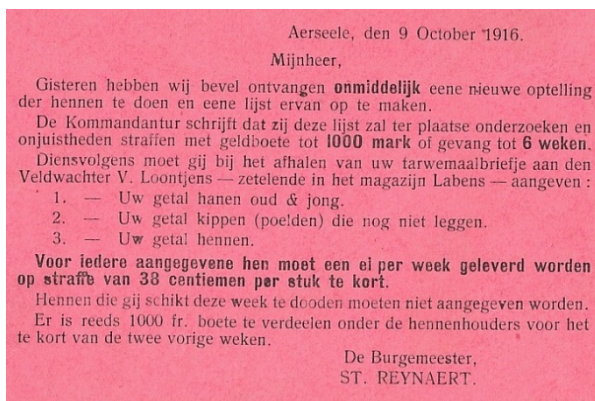 Aerseele, den 9 October 1916.
Mijnheer,
Gisteren hebben wij bevel ontvangen onmiddelijk eene nieuwe optelling
der hennen te doen en eene lijst ervan op te maken.
De Kommandantur schrijft dat zij deze lijst zal ter plaatse onderzoeken en
onjuistheden straffen met geldboete tot 1000 mark of gevang tot 6 weken.
Diensvolgens moet gij bij het afhalen van uw tarwemaalbriefje aan den
Veldwachter V. Loontjens — zetelende in het magazijn Labens — aangeven :
1. — Uw getal hanen oud & jong.
2. — Uw getal kippen (poelden) die nog niet leggen.
3. — Uw getal hennen.
Voor iedere aangegevene hen moet een ei per week geleverd worden
op straffe van 38 centiemen per stuk te kort.
Hennen die gij schikt deze week te dooden moeten niet aangegeven worden.
Er is reeds 1000 fr. boete te verdeelen onder de hennenhouders voor het
te kort van de twee vorige weken.
De Burgemeester,
ST. REYNAERT.